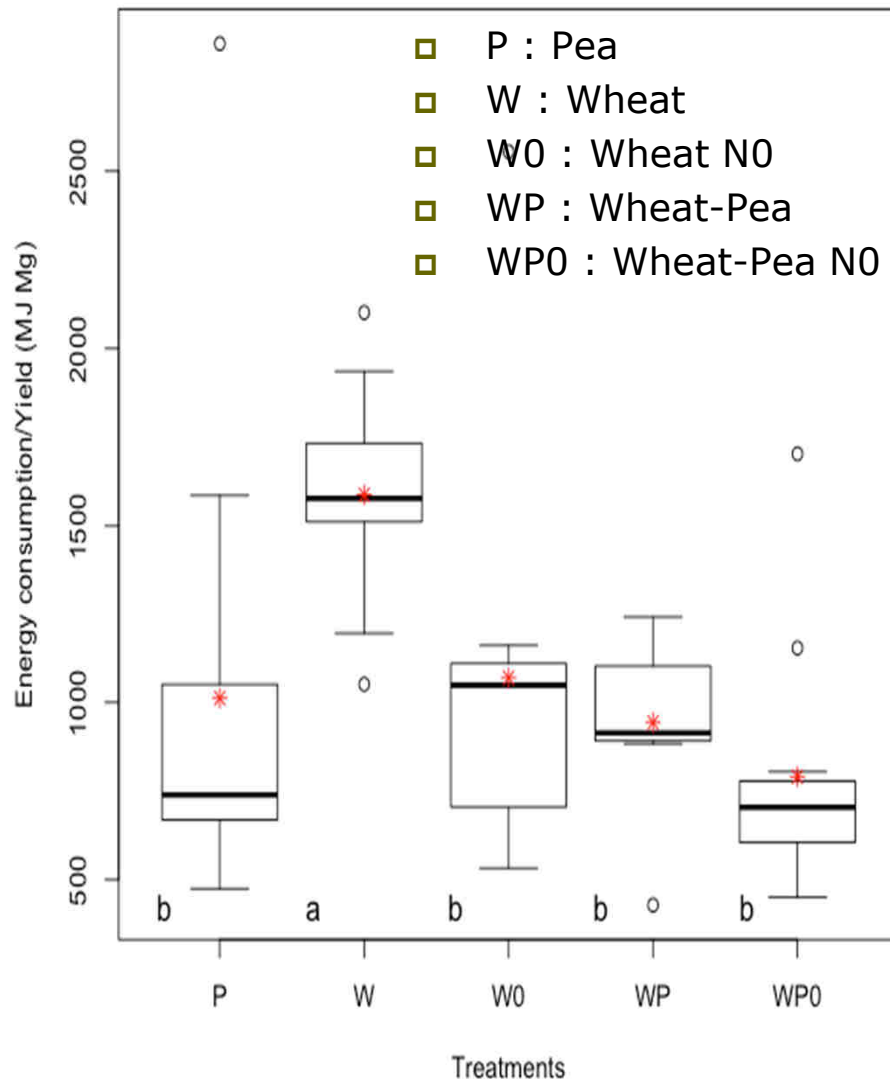 P : Pea
W : Wheat
W0 : Wheat N0
WP : Wheat-Pea
WP0 : Wheat-Pea N0
Energy consumption/Yield (MJ Mg)
2500
2000
1500
1000
500
b a b b b
P W W0 WP WP0
Treatments